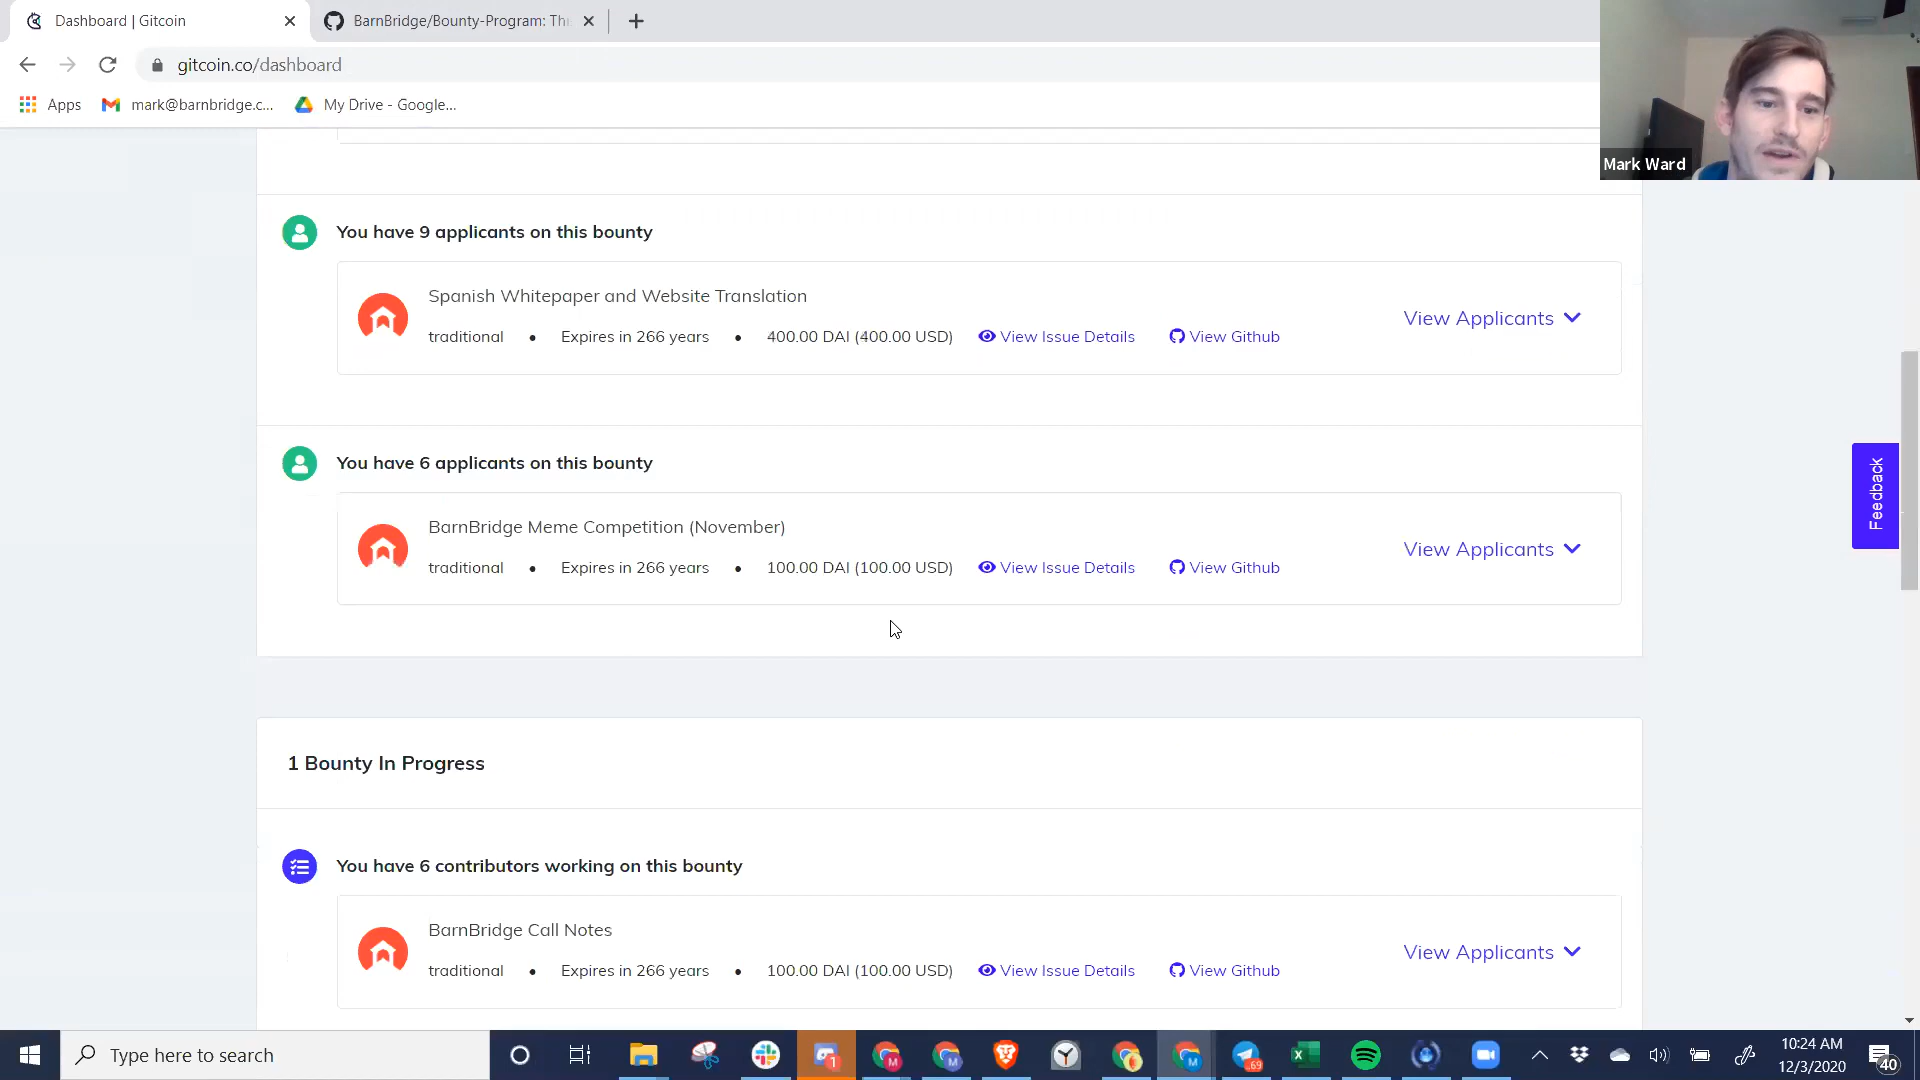 Dashboard | Gitcoin
BarnBridge/Bounty-Program: Thi
gitcoin.co/dashboard
Apps
mark@barnbridge.c...
My Drive - Google...
Mark Ward
You have 9 applicants on this bounty
Spanish Whitepaper and Website Translation
traditional • Expires in 266 years • 400.00 DAI (400.00 USD) View Issue Details View Github
View Applicants
You have 6 applicants on this bounty
BarnBridge Meme Competition (November)
traditional • Expires in 266 years • 100.00 DAI (100.00 USD) View Issue Details View Github
View Applicants
Feedback
1 Bounty In Progress
You have 6 contributors working on this bounty
BarnBridge Call Notes
traditional • Expires in 266 years • 100.00 DAI (100.00 USD) View Issue Details View Github
View Applicants
Type here to search
1
M
M
M
69
10:24 AM
12/3/2020
40